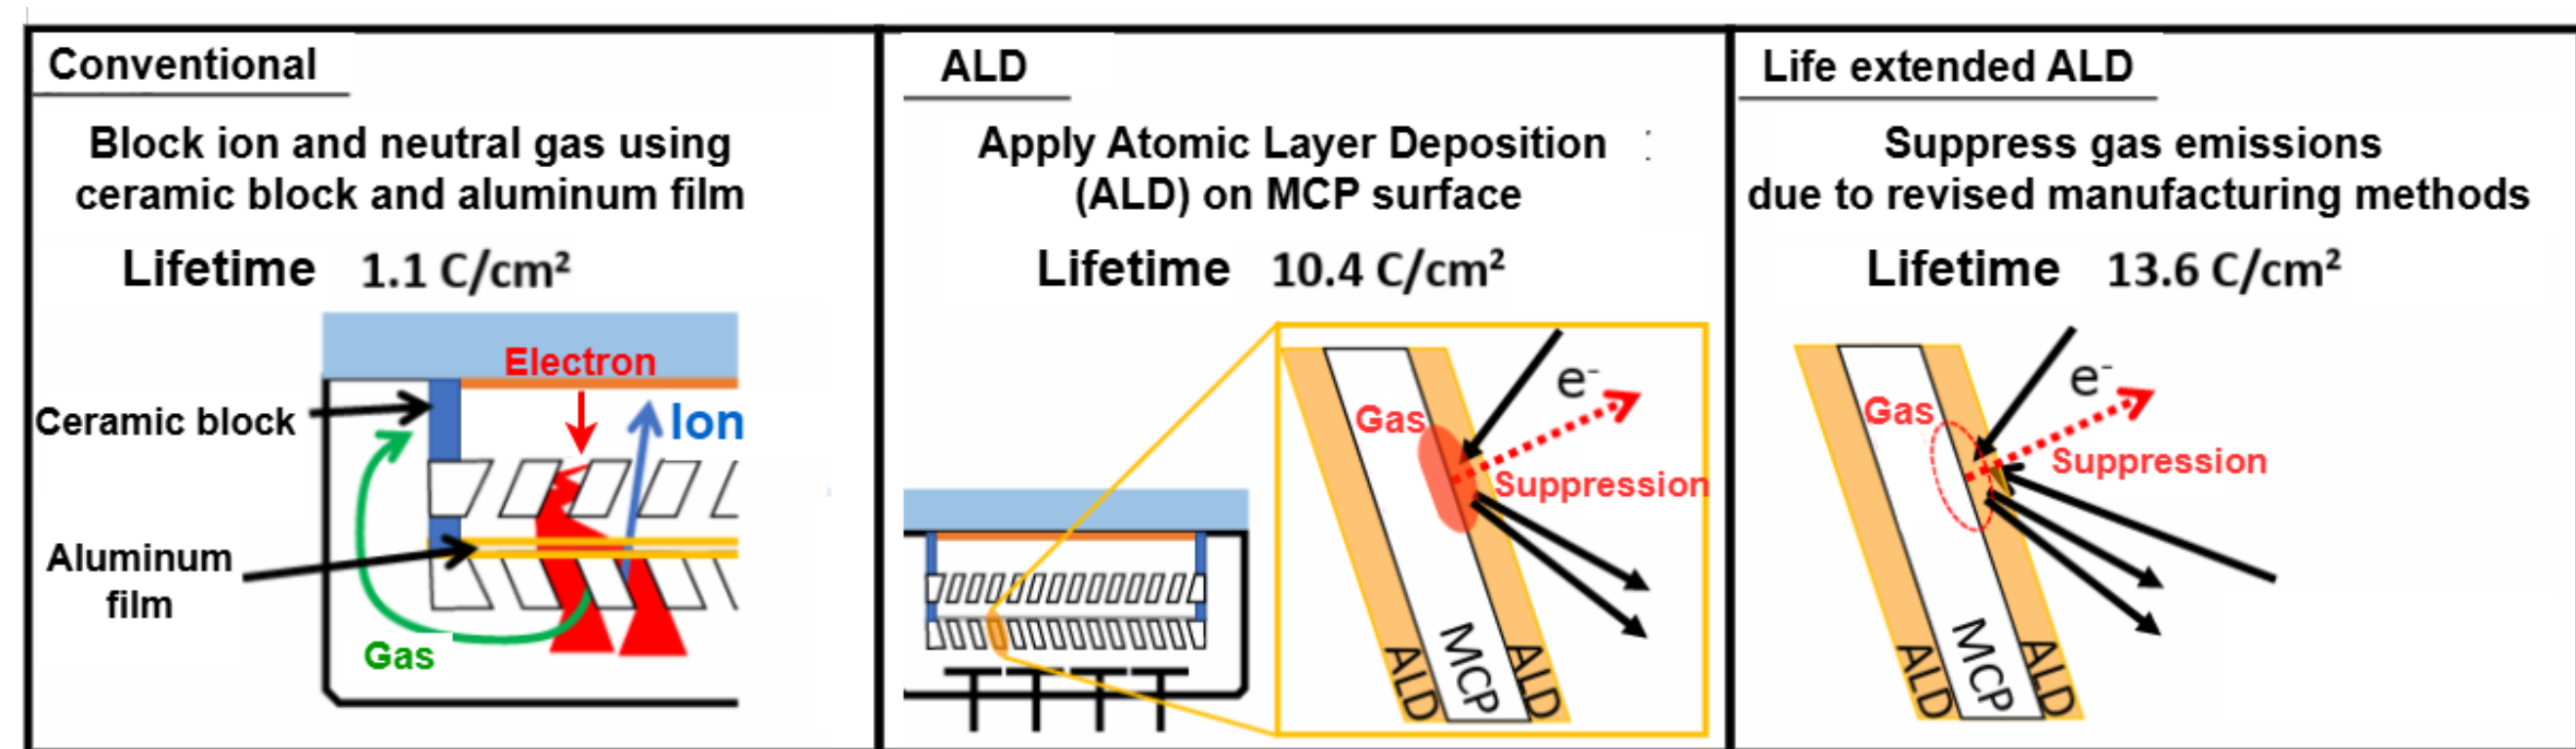 Conventional
Block ion and neutral gas using
ceramic block and aluminum film
Lifetime 1.1 C/cm²
Electron
Ion
Ceramic block
Aluminum
film
Gas
ALD
Apply Atomic Layer Deposition :
(ALD) on MCP surface
Lifetime 10.4 C/cm²
e⁻
Gas
Suppression
ALD
MCP
ALD
Life extended ALD
Suppress gas emissions
due to revised manufacturing methods
Lifetime 13.6 C/cm²
e⁻
Gas
Suppression
ALD
MCP
ALD